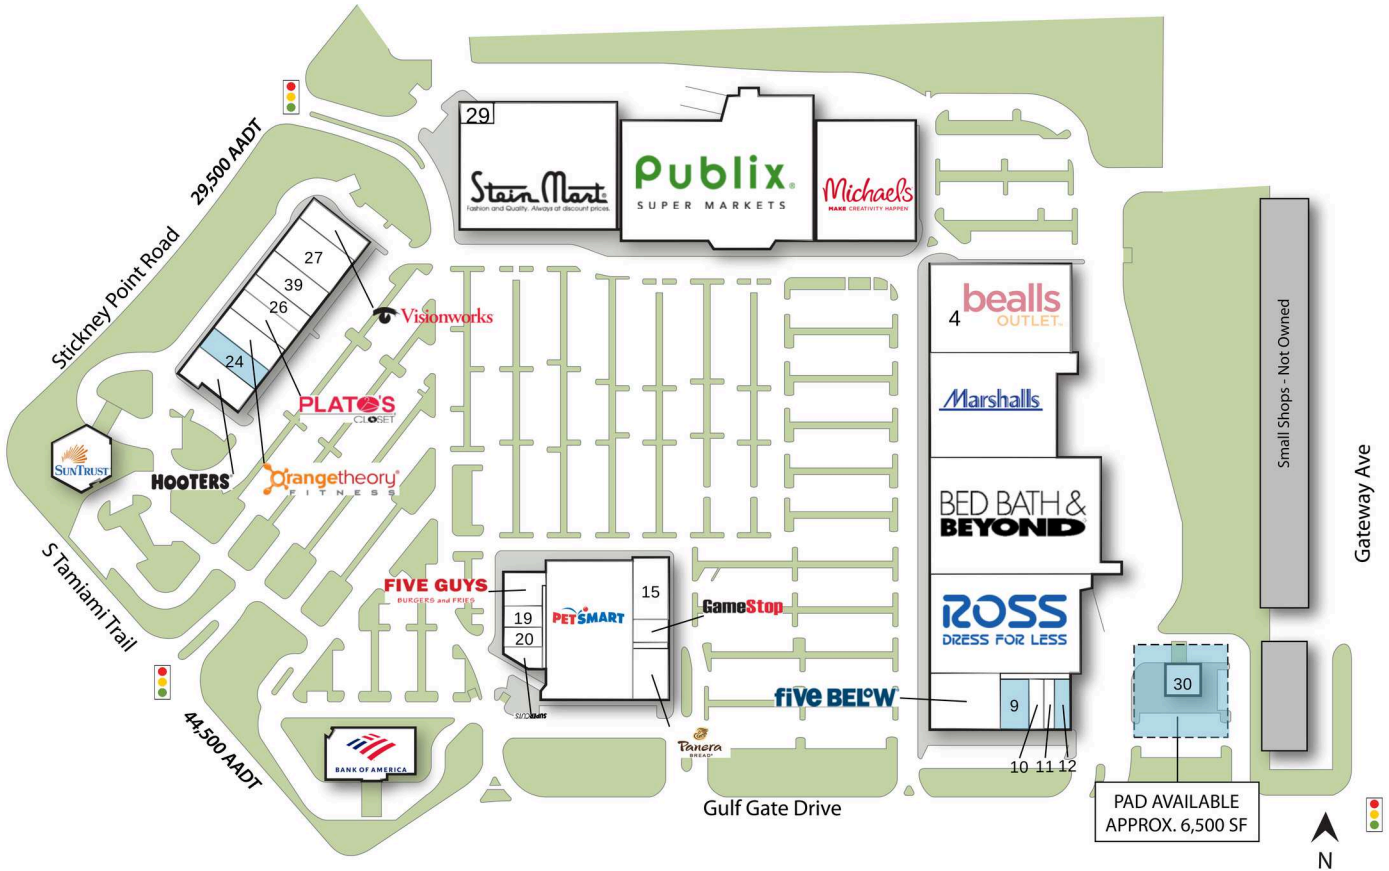 29,500 AADT
Stickney Point Road
S Tamiami Trail
44,500 AADT
29
Stein Mart
Fashion and Quality. Always at discount prices.
Publix
SUPER MARKETS
Michaels
MAKE CREATIVITY HAPPEN
27
39
26
24
Visionworks
PLATO'S
CLOSET
SUNTRUST
HOOTERS
Orangetheory
FITNESS
4
bealls
OUTLET
Marshalls
BED BATH &
BEYOND
ROSS
DRESS FOR LESS
five BELOW
9
10
11
12
FIVE GUYS
BURGERS and FRIES
19
20
PETSMART
15
GameStop
SUPERCUTS
Panera
BREAD
BANK OF AMERICA
Gulf Gate Drive
Small Shops - Not Owned
Gateway Ave
30
PAD AVAILABLE
APPROX. 6,500 SF
N